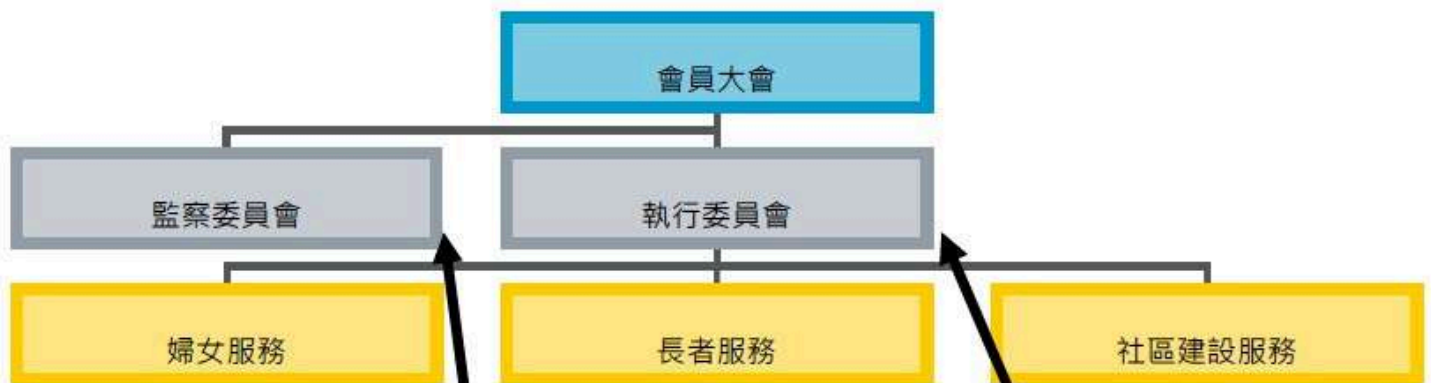 會員大會
監察委員會
執行委員會
婦女服務
長者服務
社區建設服務